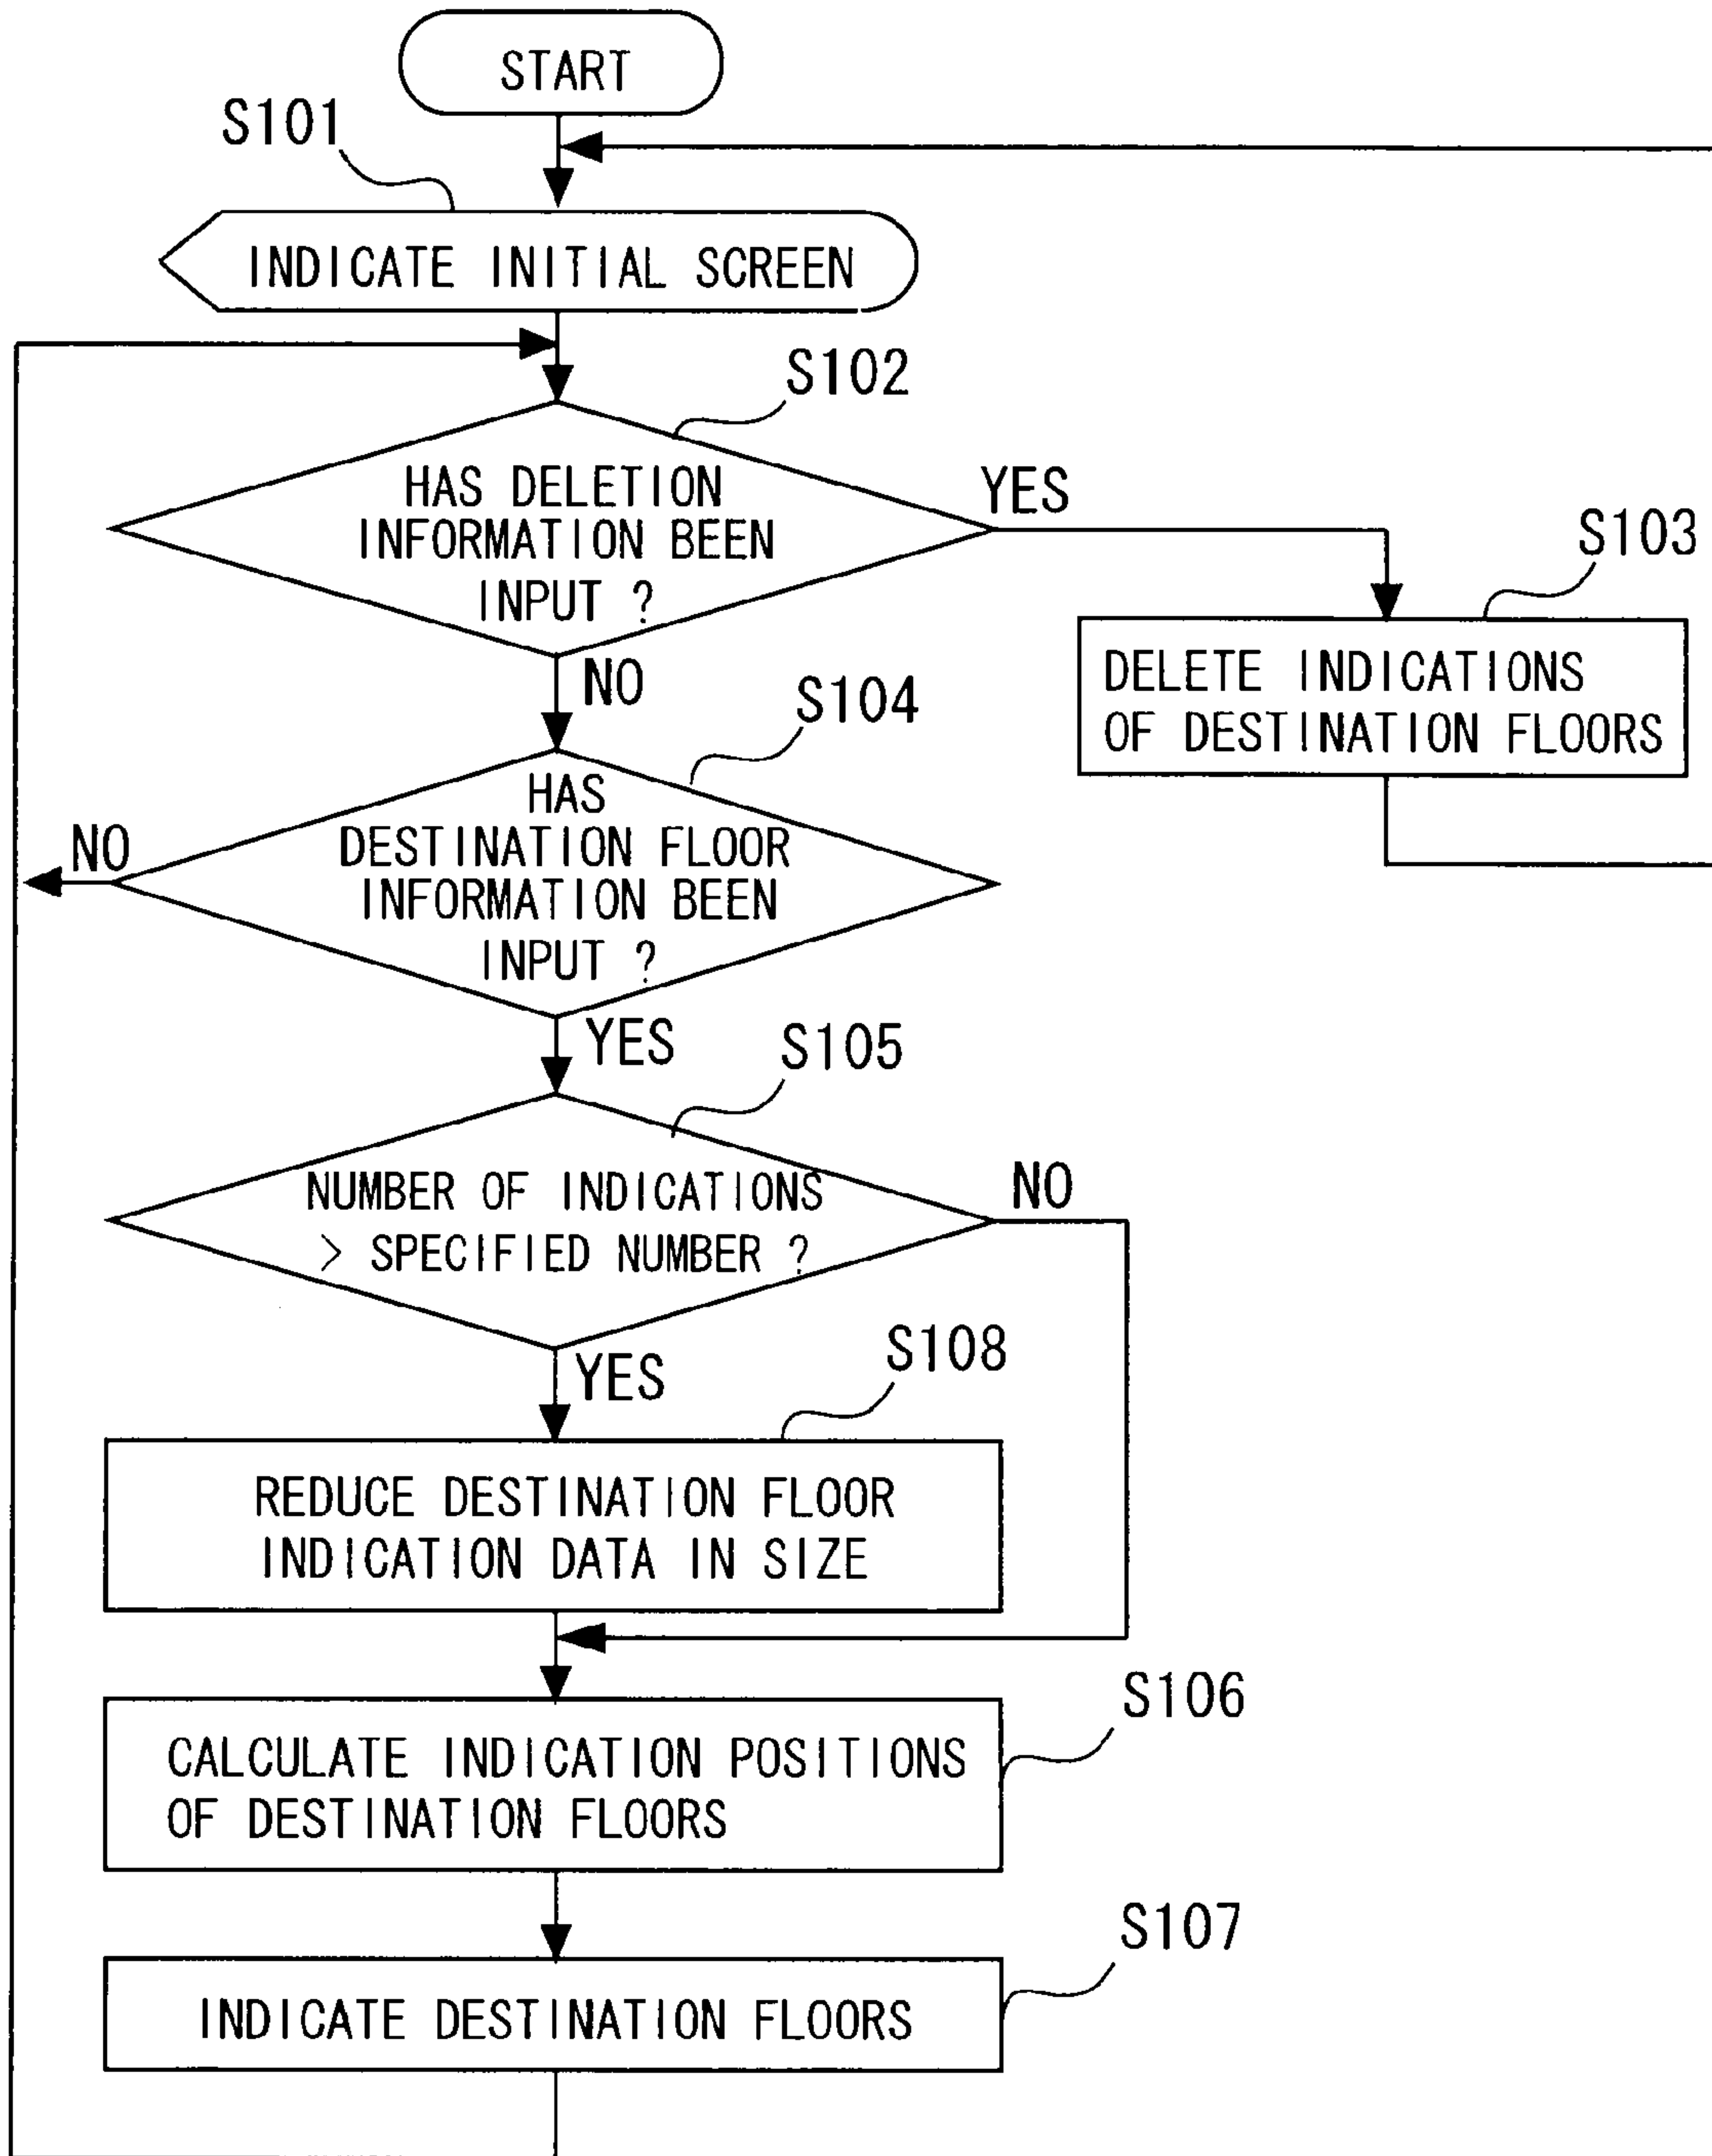 START
S101
INDICATE INITIAL SCREEN
S102
HAS DELETION
INFORMATION BEEN
INPUT ?
YES
S103
DELETE INDICATIONS
OF DESTINATION FLOORS
NO
S104
HAS
DESTINATION FLOOR
INFORMATION BEEN
INPUT ?
NO
YES
S105
NUMBER OF INDICATIONS
> SPECIFIED NUMBER ?
NO
YES
S108
REDUCE DESTINATION FLOOR
INDICATION DATA IN SIZE
S106
CALCULATE INDICATION POSITIONS
OF DESTINATION FLOORS
S107
INDICATE DESTINATION FLOORS